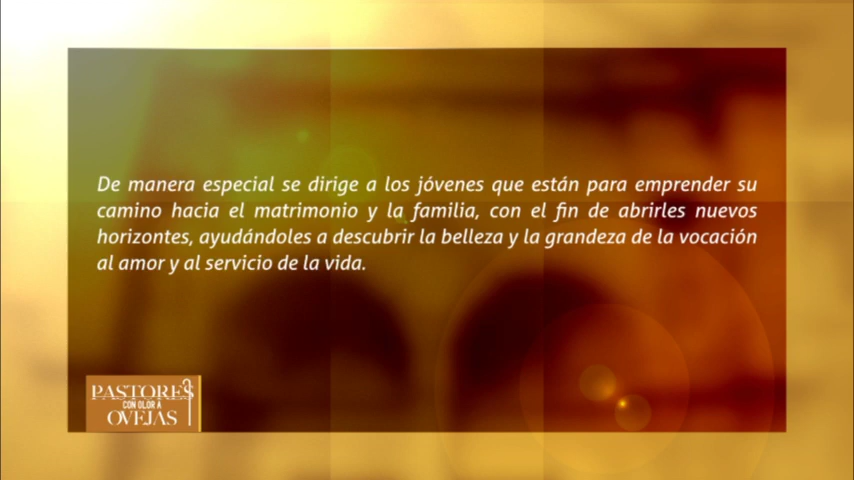 De manera especial se dirige a los jóvenes que están para emprender su
camino hacia el matrimonio y la familia, con el fin de abrirles nuevos
horizontes, ayudándoles a descubrir la belleza y la grandeza de la vocación
al amor y al servicio de la vida.
PASTORES
CON OLOR A
OVEJAS